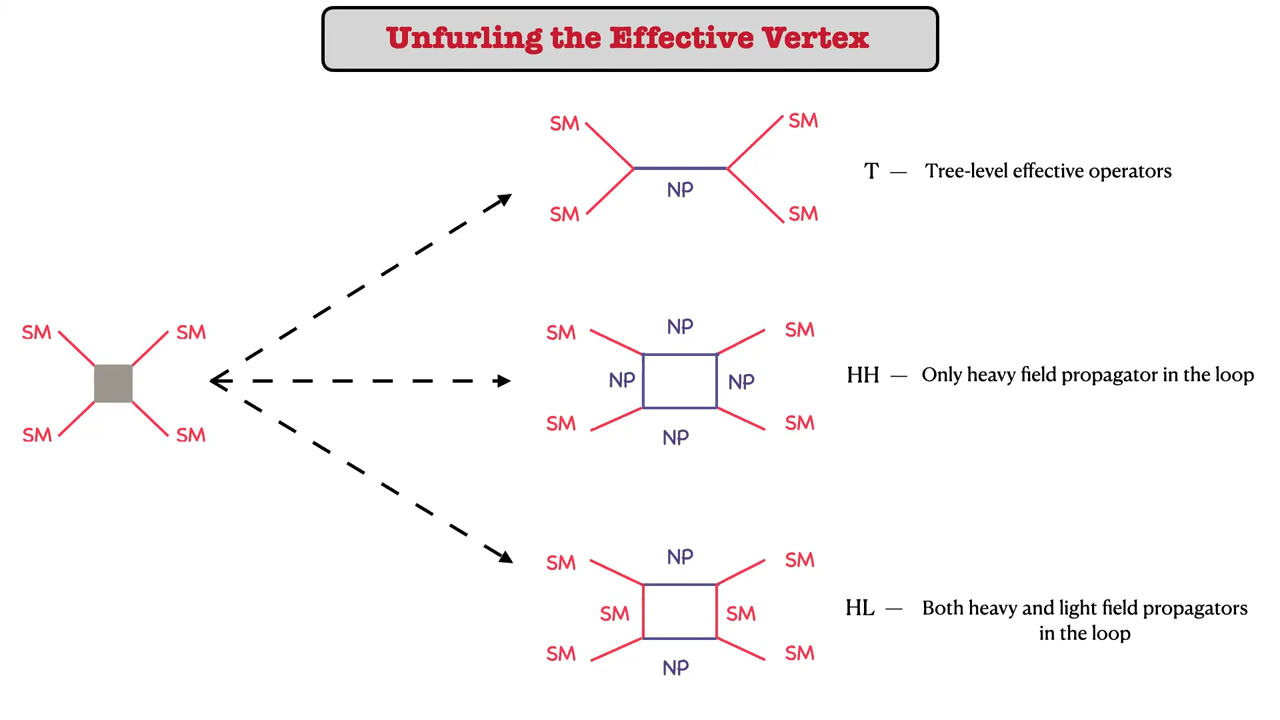 Unfurling the Effective Vertex
SM SM
SM SM
SM SM
NP
SM SM
T — Tree-level effective operators
SM NP SM
NP NP
SM SM
NP
HH — Only heavy field propagator in the loop
SM NP SM
SM SM
SM SM
NP
HL — Both heavy and light field propagators
in the loop